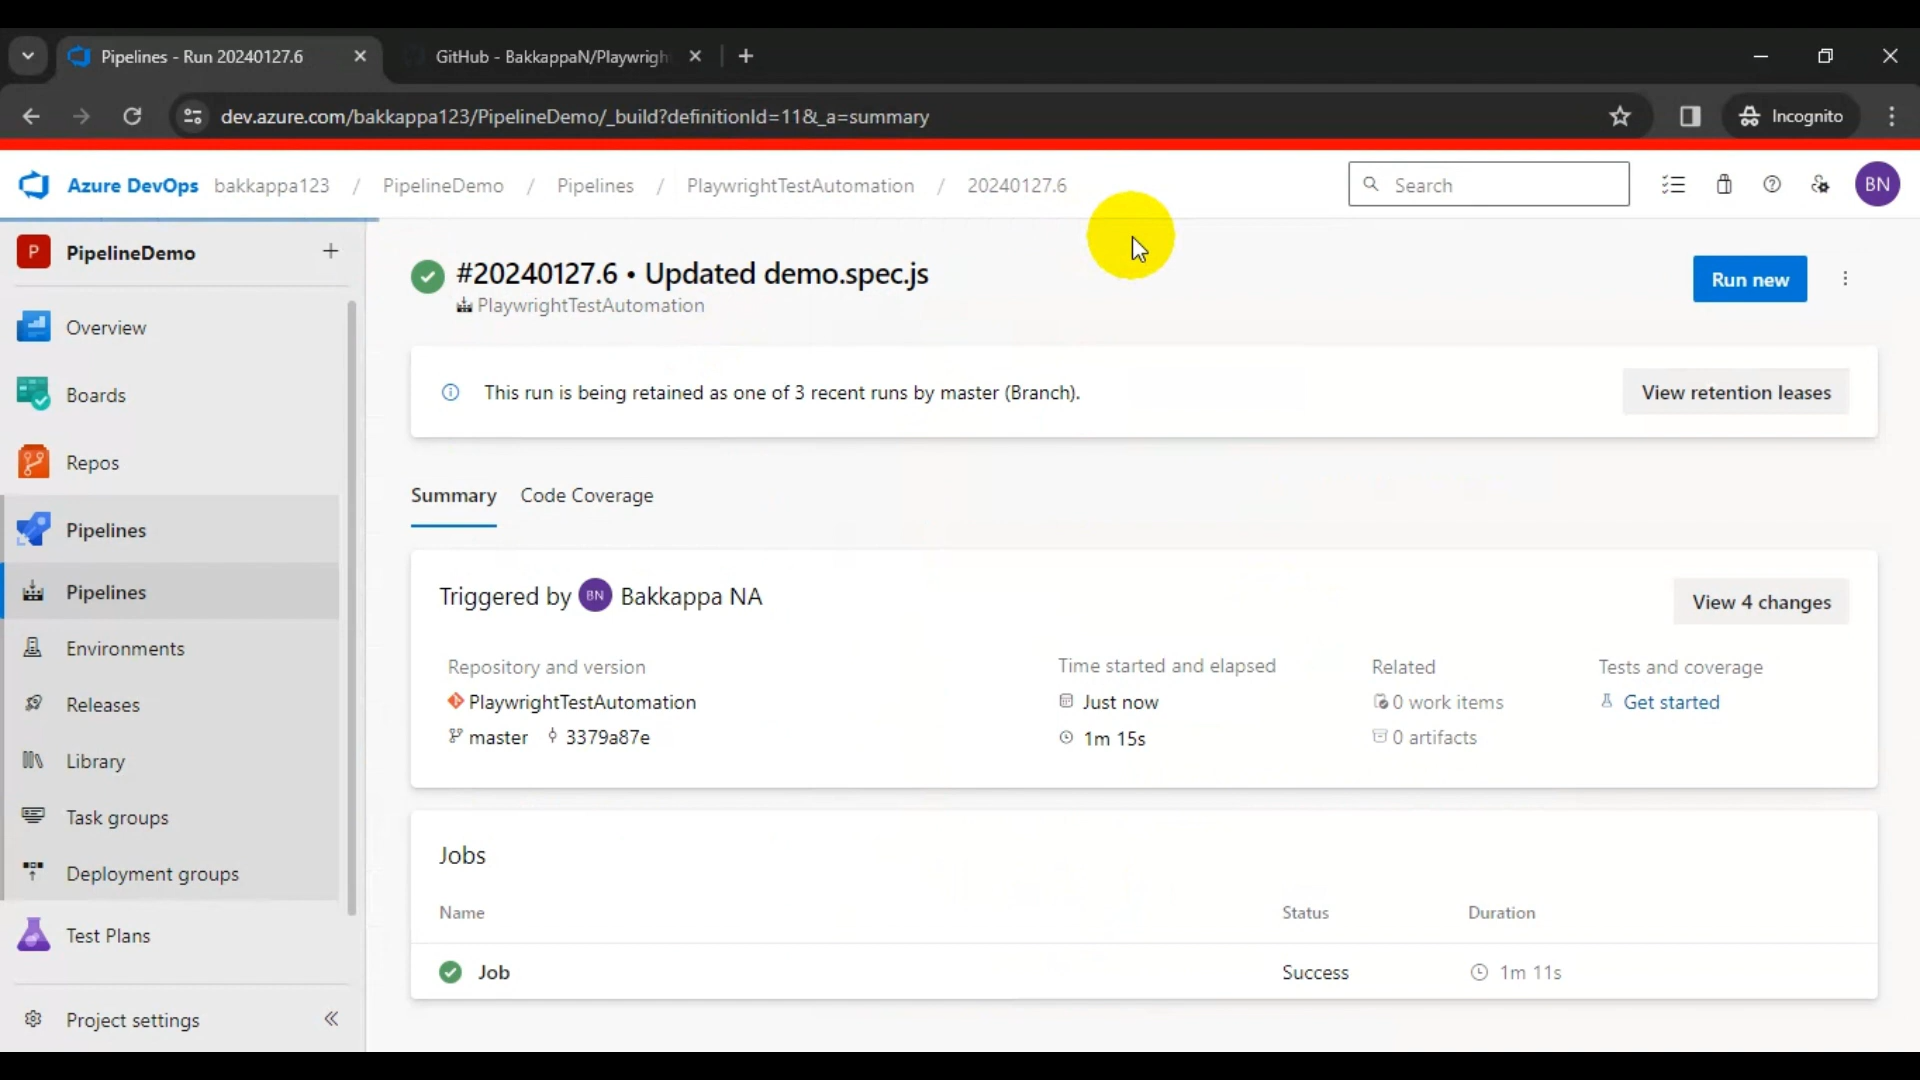 Pipelines - Run 20240127.6
GitHub - BakkappaN/Playwrigh
dev.azure.com/bakkappa123/PipelineDemo/_build?definitionId=11&_a=summary
Incognito
Azure DevOps bakkappa123 / PipelineDemo / Pipelines / PlaywrightTestAutomation / 20240127.6
Search
BN
P PipelineDemo
Overview
Boards
Repos
Pipelines
Pipelines
Environments
Releases
Library
Task groups
Deployment groups
Test Plans
Project settings
#20240127.6 • Updated demo.spec.js
PlaywrightTestAutomation
Run new
This run is being retained as one of 3 recent runs by master (Branch).
View retention leases
Summary Code Coverage
Triggered by BN Bakkappa NA
View 4 changes
Repository and version
PlaywrightTestAutomation
master 3379a87e
Time started and elapsed
Just now
1m 15s
Related
0 work items
0 artifacts
Tests and coverage
Get started
Jobs
Name Status Duration
Job Success 1m 11s